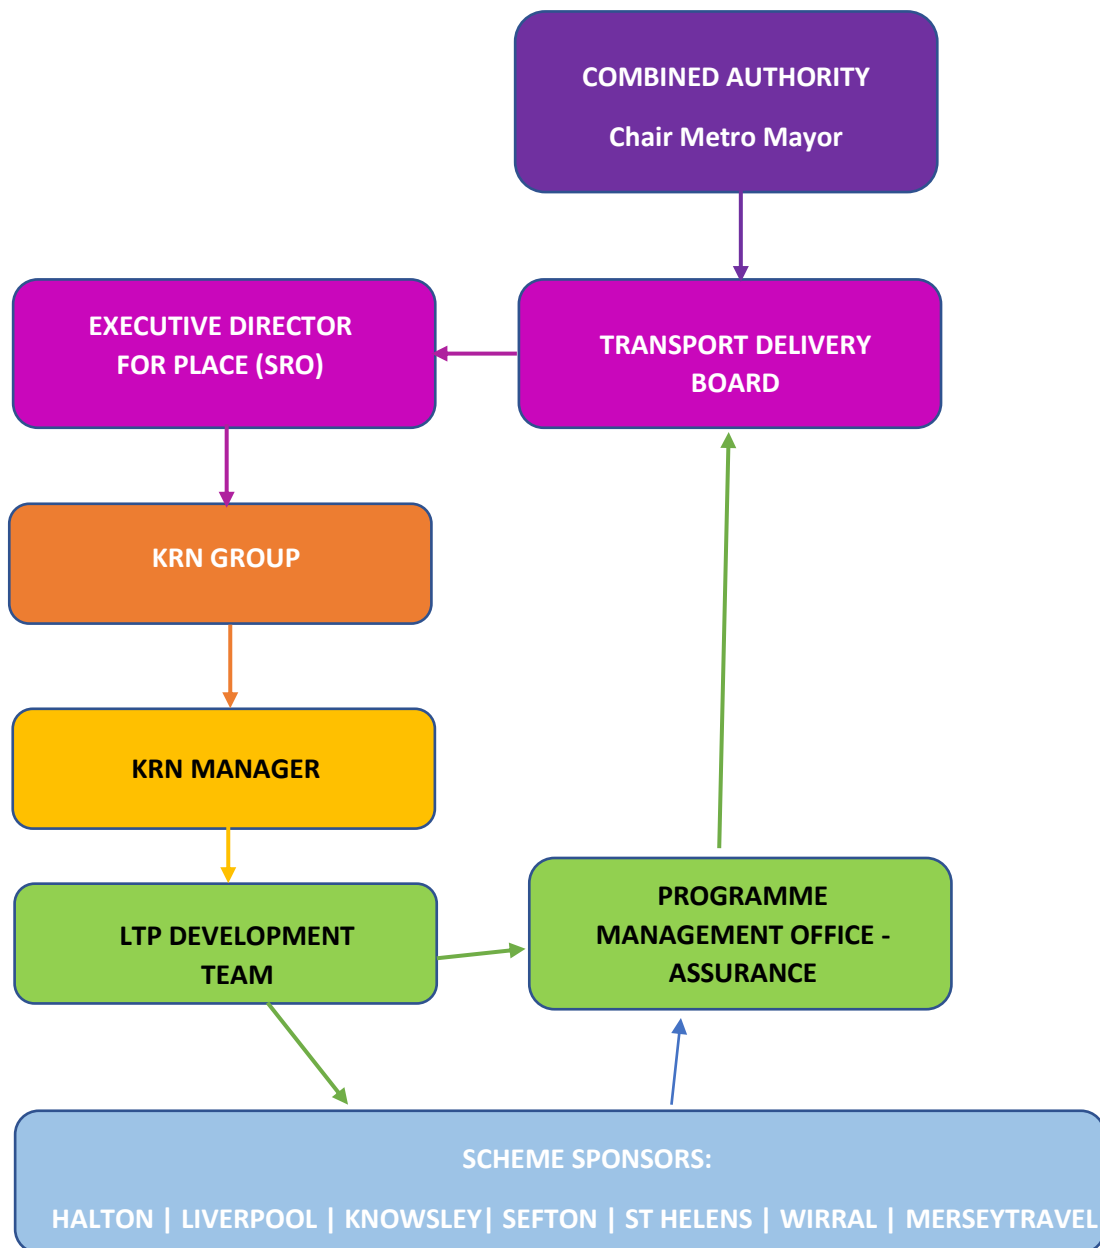 COMBINED AUTHORITY
Chair Metro Mayor
EXECUTIVE DIRECTOR
FOR PLACE (SRO)
TRANSPORT DELIVERY
BOARD
KRN GROUP
KRN MANAGER
LTP DEVELOPMENT
TEAM
PROGRAMME
MANAGEMENT OFFICE -
ASSURANCE
SCHEME SPONSORS:
HALTON | LIVERPOOL | KNOWSLEY| SEFTON | ST HELENS | WIRRAL | MERSEYTRAVEL